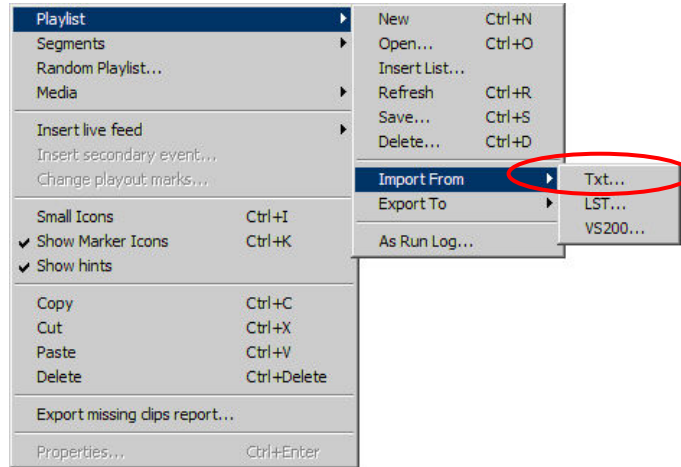 Playlist
Segments
Random Playlist...
Media
Insert live feed
Insert secondary event...
Change playout marks...
Small Icons Ctrl+I
Show Marker Icons Ctrl+K
Show hints
Copy Ctrl+C
Cut Ctrl+X
Paste Ctrl+V
Delete Ctrl+Delete
Export missing clips report...
Properties... Ctrl+Enter
New Ctrl+N
Open... Ctrl+O
Insert List...
Refresh Ctrl+R
Save... Ctrl+S
Delete... Ctrl+D
Import From
Export To
As Run Log...
Txt...
LST...
VS200...